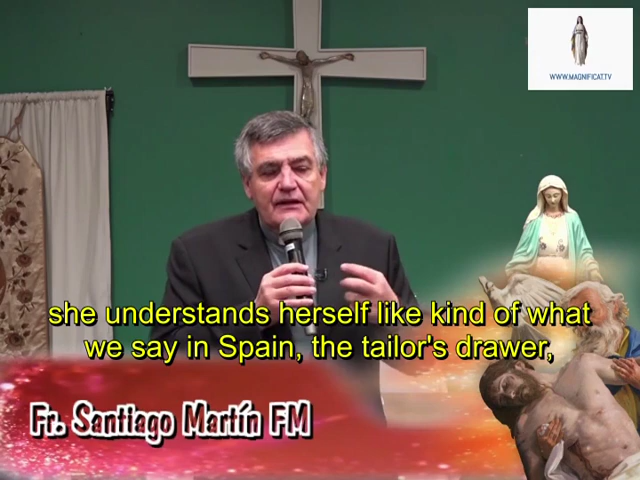 WWW.MAGNIFICAT.TV
she understands herself like kind of what
we say in Spain, the tailor's drawer,
Fr. Santiago Martín FM